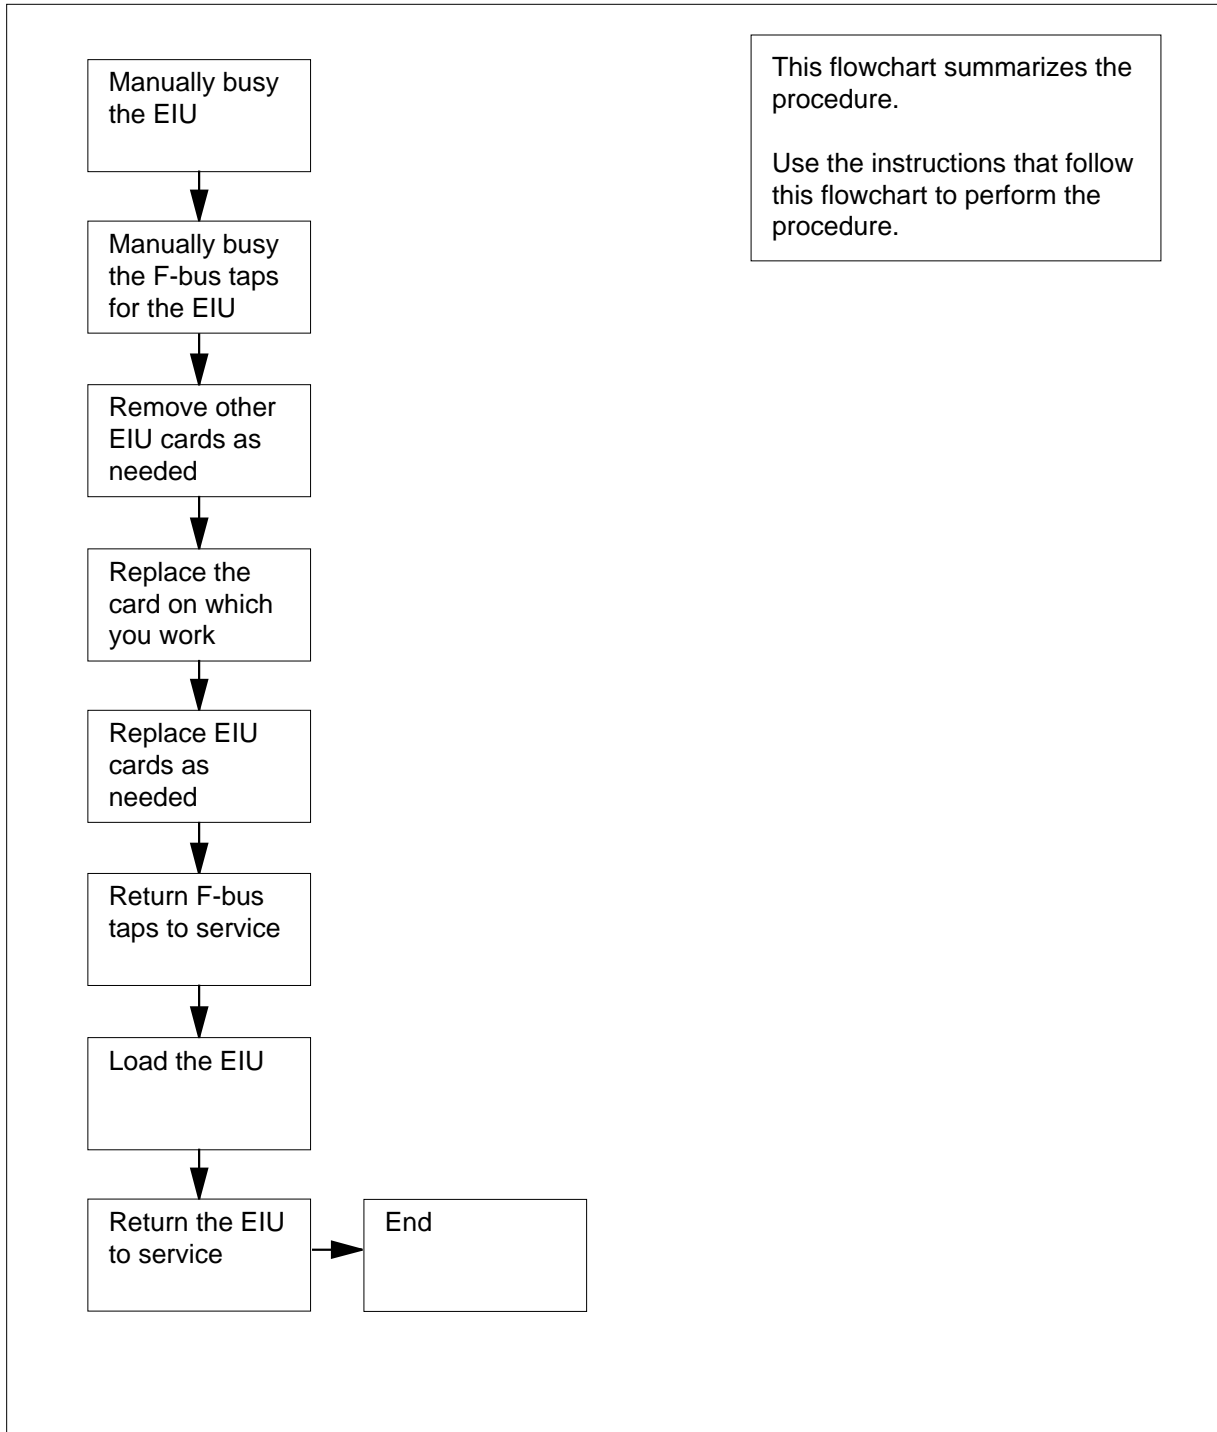 Manually busy
the EIU
This flowchart summarizes the
procedure.
Use the instructions that follow
this flowchart to perform the
procedure.
Manually busy
the F-bus taps
for the EIU
Remove other
EIU cards as
needed
Replace the
card on which
you work
Replace EIU
cards as
needed
Return F-bus
taps to service
Load the EIU
Return the EIU
to service
End